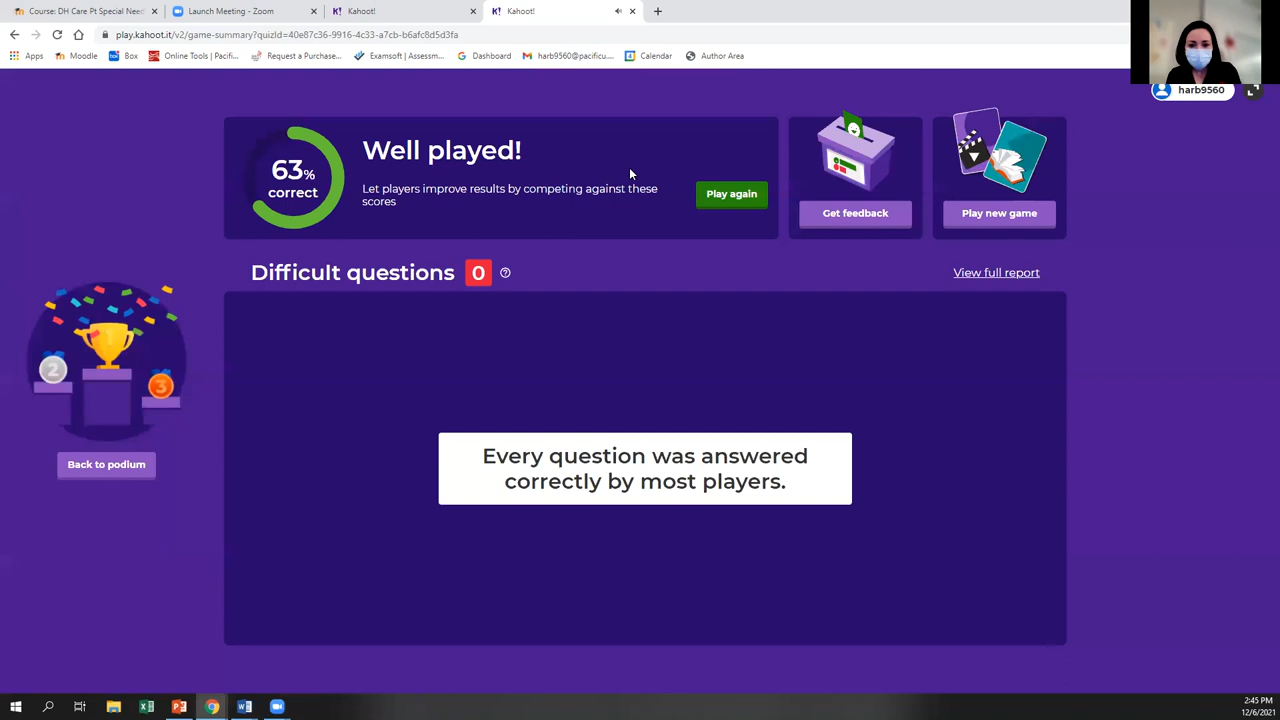 Course: DH Care Pt Special Nee
Launch Meeting - Zoom
K! Kahoot!
K! Kahoot!
play.kahoot.it/v2/game-summary?quizId=40e87c36-9916-4c33-a7cb-b6afc8d5d3fa
Apps
Moodle
box Box
Online Tools | Pacifi...
Request a Purchase...
Examsoft | Assessm...
G Dashboard
harb9560@pacificu....
Calendar
Author Area
harb9560
63%
correct
Well played!
Let players improve results by competing against these
scores
Play again
Get feedback
Play new game
Difficult questions 0
View full report
2
3
Back to podium
Every question was answered
correctly by most players.
2:45 PM
12/6/2021